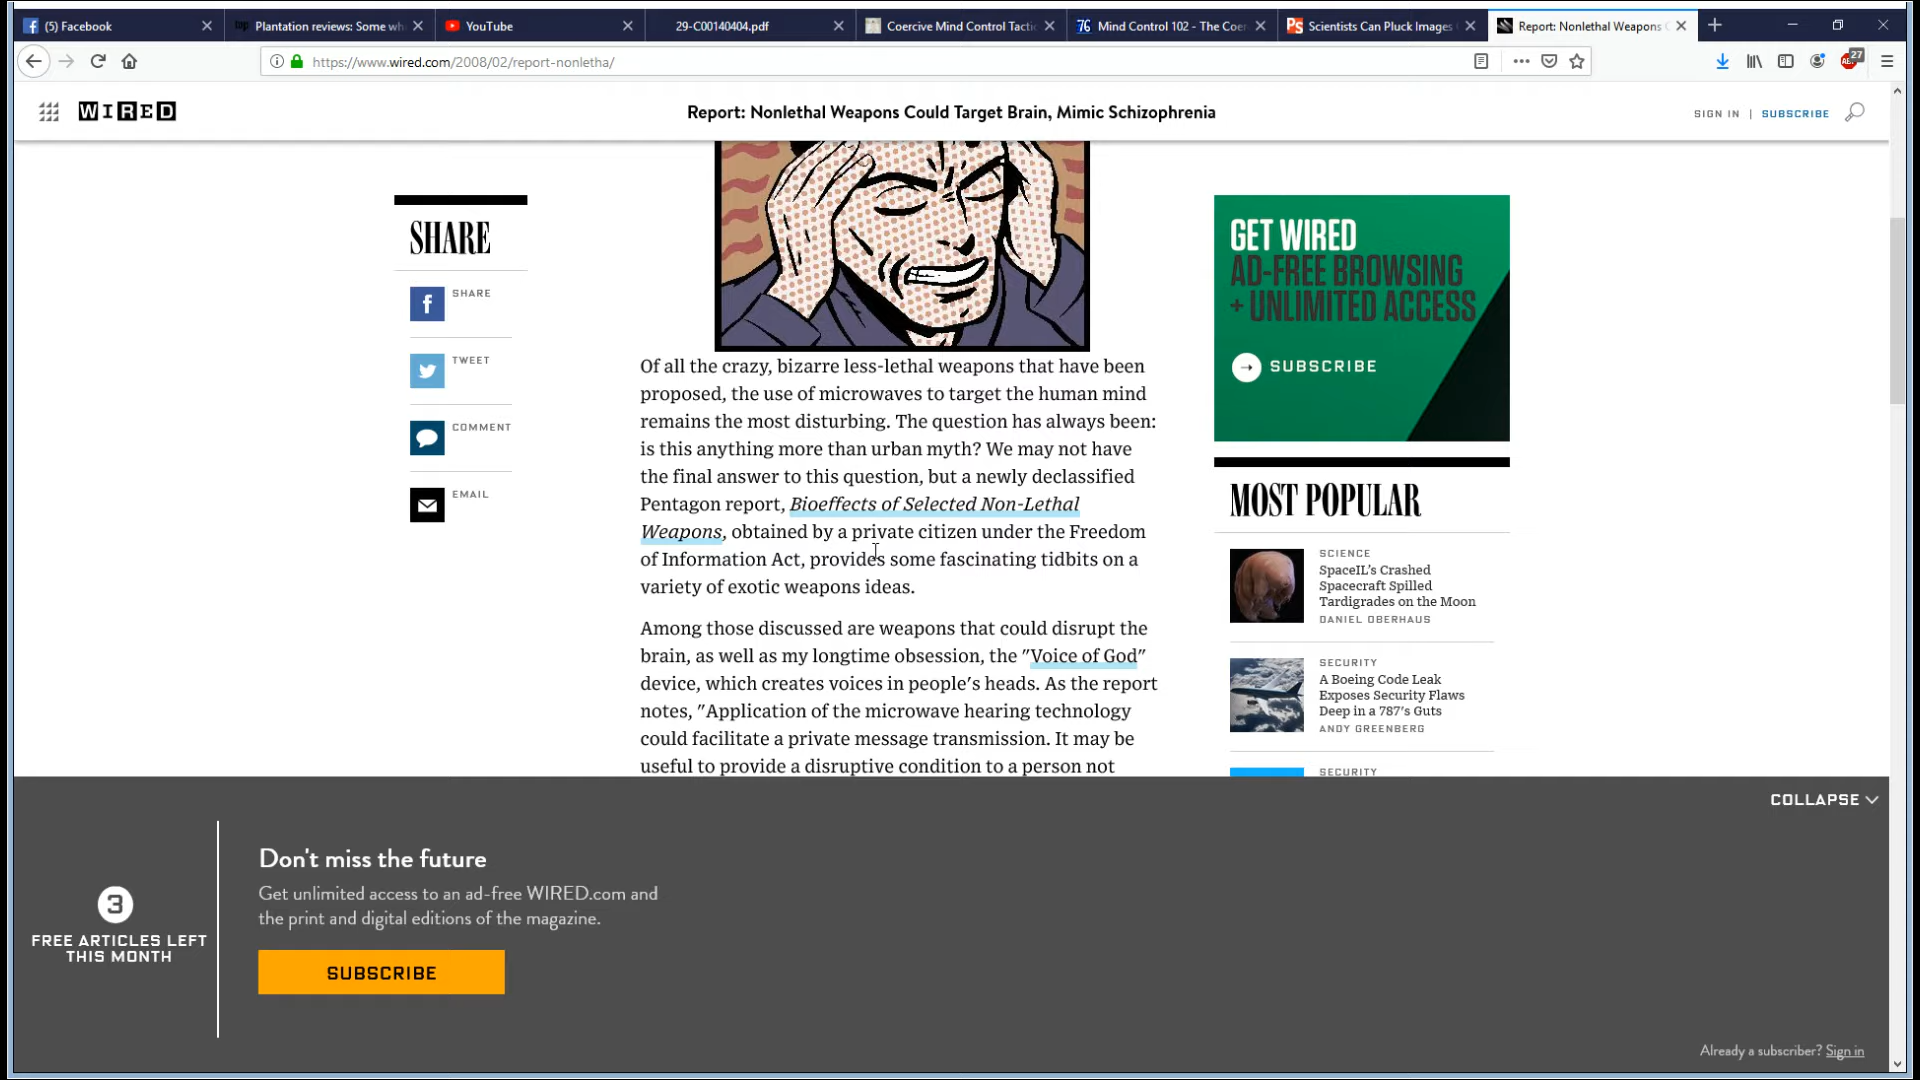 (5) Facebook
Plantation reviews: Some wh
YouTube
29-C00140404.pdf
Coercive Mind Control Tactic
Mind Control 102 - The Coer
Scientists Can Pluck Images
Report: Nonlethal Weapons C
https://www.wired.com/2008/02/report-nonletha/
27
WIRED
Report: Nonlethal Weapons Could Target Brain, Mimic Schizophrenia
SIGN IN | SUBSCRIBE
SHARE
SHARE
TWEET
COMMENT
EMAIL
Of all the crazy, bizarre less-lethal weapons that have been
proposed, the use of microwaves to target the human mind
remains the most disturbing. The question has always been:
is this anything more than urban myth? We may not have
the final answer to this question, but a newly declassified
Pentagon report, Bioeffects of Selected Non-Lethal
Weapons, obtained by a private citizen under the Freedom
of Information Act, provides some fascinating tidbits on a
variety of exotic weapons ideas.
Among those discussed are weapons that could disrupt the
brain, as well as my longtime obsession, the "Voice of God"
device, which creates voices in people's heads. As the report
notes, "Application of the microwave hearing technology
could facilitate a private message transmission. It may be
useful to provide a disruptive condition to a person not
GET WIRED
AD-FREE BROWSING
+ UNLIMITED ACCESS
SUBSCRIBE
MOST POPULAR
SCIENCE
SpaceIL's Crashed
Spacecraft Spilled
Tardigrades on the Moon
DANIEL OBERHAUS
SECURITY
A Boeing Code Leak
Exposes Security Flaws
Deep in a 787's Guts
ANDY GREENBERG
SECURITY
COLLAPSE
3
FREE ARTICLES LEFT
THIS MONTH
Don't miss the future
Get unlimited access to an ad-free WIRED.com and
the print and digital editions of the magazine.
SUBSCRIBE
Already a subscriber? Sign in